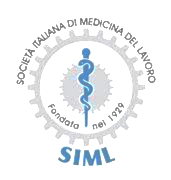 SOCIETÀ ITALIANA DI MEDICINA DEL LAVORO
Fondata nel 1929
SIML